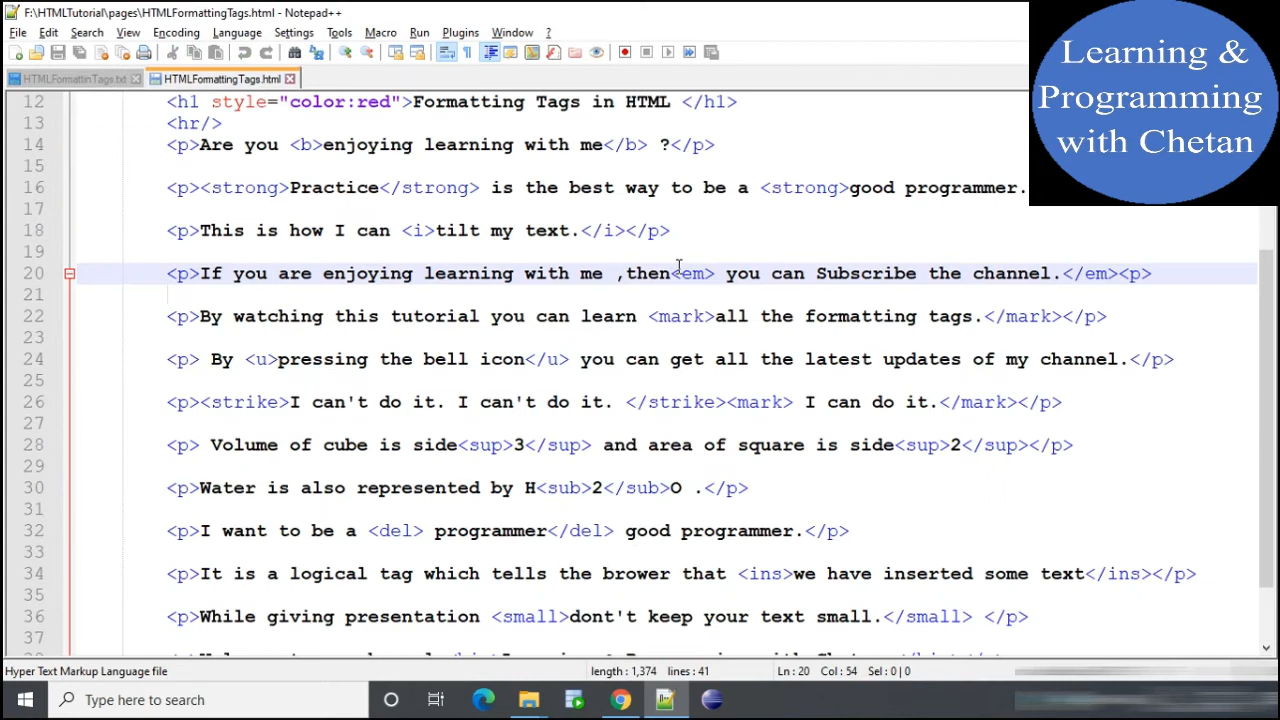 F:\HTMLTutorial\pages\HTMLFormattingTags.html - Notepad++
File Edit Search View Encoding Language Settings Tools Macro Run Plugins Window ?
HTMLFormattinTags.txt HTMLFormattingTags.html
Learning &
Programming
with Chetan
12 <h1 style="color:red">Formatting Tags in HTML </h1>
13 <hr/>
14 <p>Are you <b>enjoying learning with me</b> ?</p>
15
16 <p><strong>Practice</strong> is the best way to be a <strong>good programmer.
17
18 <p>This is how I can <i>tilt my text.</i></p>
19
20 <p>If you are enjoying learning with me ,then<em> you can Subscribe the channel.</em><p>
21
22 <p>By watching this tutorial you can learn <mark>all the formatting tags.</mark></p>
23
24 <p> By <u>pressing the bell icon</u> you can get all the latest updates of my channel.</p>
25
26 <p><strike>I can't do it. I can't do it. </strike><mark> I can do it.</mark></p>
27
28 <p> Volume of cube is side<sup>3</sup> and area of square is side<sup>2</sup></p>
29
30 <p>Water is also represented by H<sub>2</sub>O .</p>
31
32 <p>I want to be a <del> programmer</del> good programmer.</p>
33
34 <p>It is a logical tag which tells the brower that <ins>we have inserted some text</ins></p>
35
36 <p>While giving presentation <small>dont't keep your text small.</small> </p>
37
Hyper Text Markup Language file length : 1,374 lines : 41 Ln : 20 Col : 54 Sel : 0 | 0
Type here to search